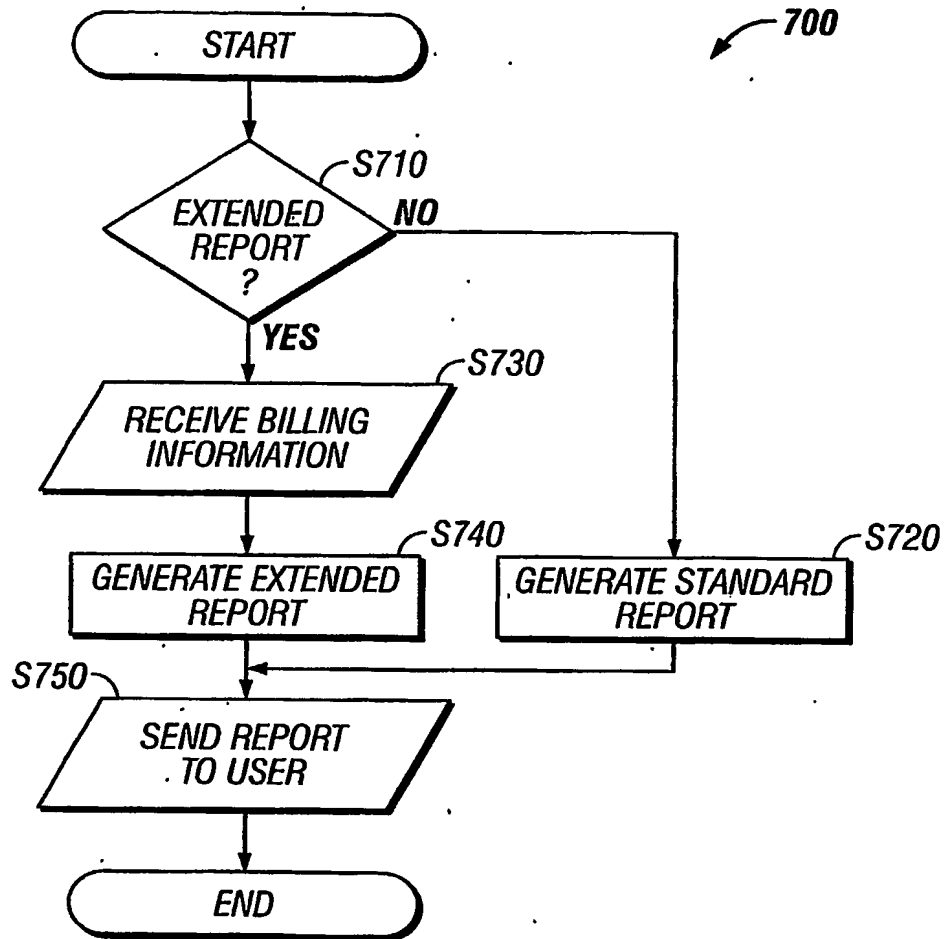 700
START
S710
EXTENDED
REPORT
?
NO
YES
S730
RECEIVE BILLING
INFORMATION
S740
GENERATE EXTENDED
REPORT
S720
GENERATE STANDARD
REPORT
S750
SEND REPORT
TO USER
END